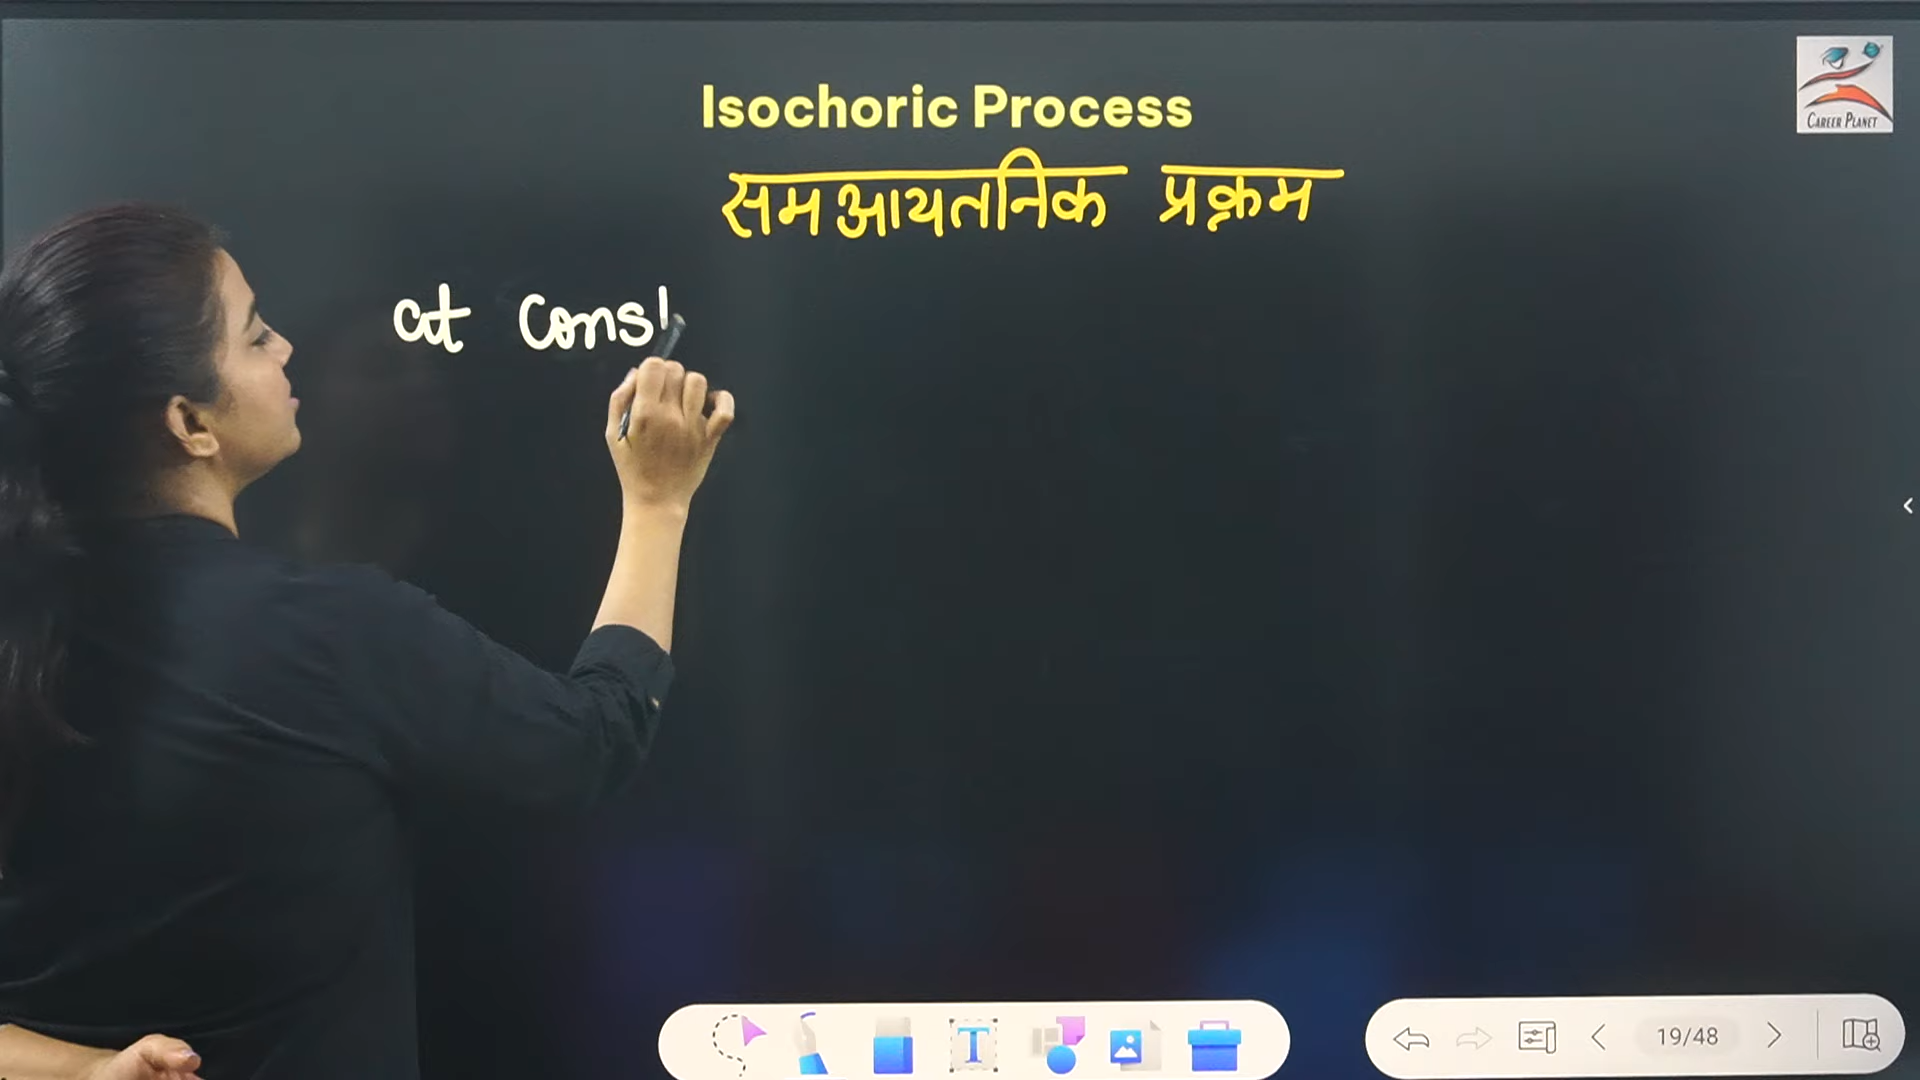 Isochoric Process
समआयतनिक प्रक्रम
at Const
CAREER PLANET
19/48